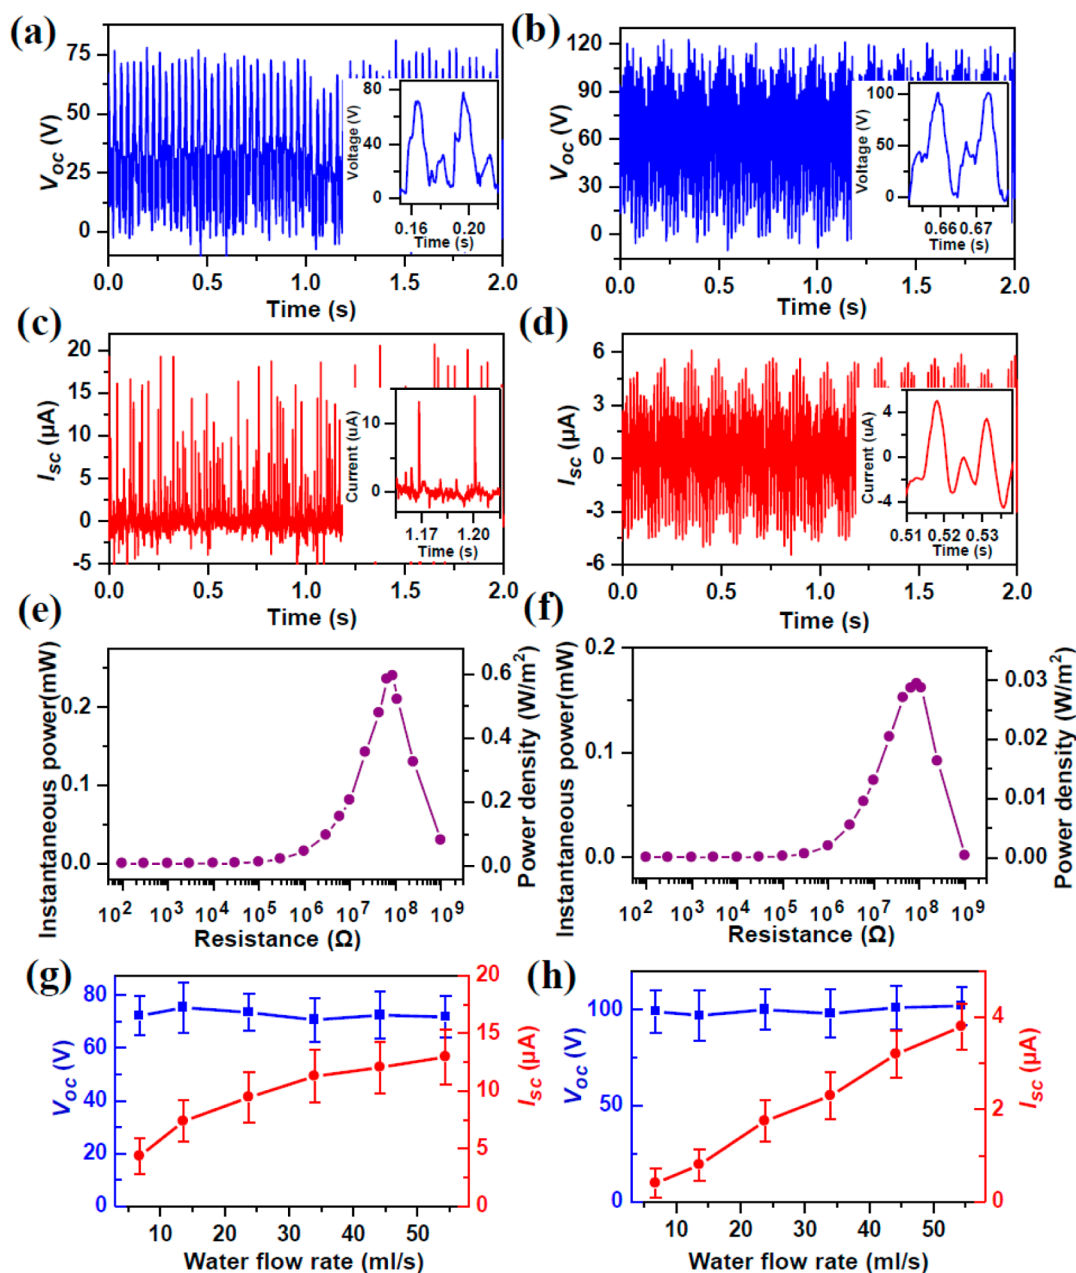 (a)
75
50
25
0
V_oc (V)
0.0 0.5 1.0 1.5 2.0
Time (s)
80
40
0
Voltage (V)
0.16 0.20
Time (s)
(b)
120
90
60
30
0
V_oc (V)
0.0 0.5 1.0 1.5 2.0
Time (s)
100
50
0
Voltage (V)
0.66 0.67
Time (s)
(c)
20
15
10
5
0
-5
I_sc (µA)
0.0 0.5 1.0 1.5 2.0
Time (s)
10
0
Current (uA)
1.17 1.20
Time (s)
(d)
6
3
0
-3
-6
I_sc (µA)
0.0 0.5 1.0 1.5 2.0
Time (s)
4
0
-4
Current (uA)
0.51 0.52 0.53
Time (s)
(e)
0.2
0.1
0.0
Instantaneous power(mW)
0.6
0.4
0.2
0.0
Power density (W/m²)
10² 10³ 10⁴ 10⁵ 10⁶ 10⁷ 10⁸ 10⁹
Resistance (Ω)
(f)
0.2
0.1
0.0
Instantaneous power(mW)
0.03
0.02
0.01
0.00
Power density (W/m²)
10² 10³ 10⁴ 10⁵ 10⁶ 10⁷ 10⁸ 10⁹
Resistance (Ω)
(g)
80
60
40
20
0
V_oc (V)
20
15
10
5
0
I_sc (µA)
10 20 30 40 50
Water flow rate (ml/s)
(h)
100
50
0
V_oc (V)
4
2
0
I_sc (µA)
10 20 30 40 50
Water flow rate (ml/s)